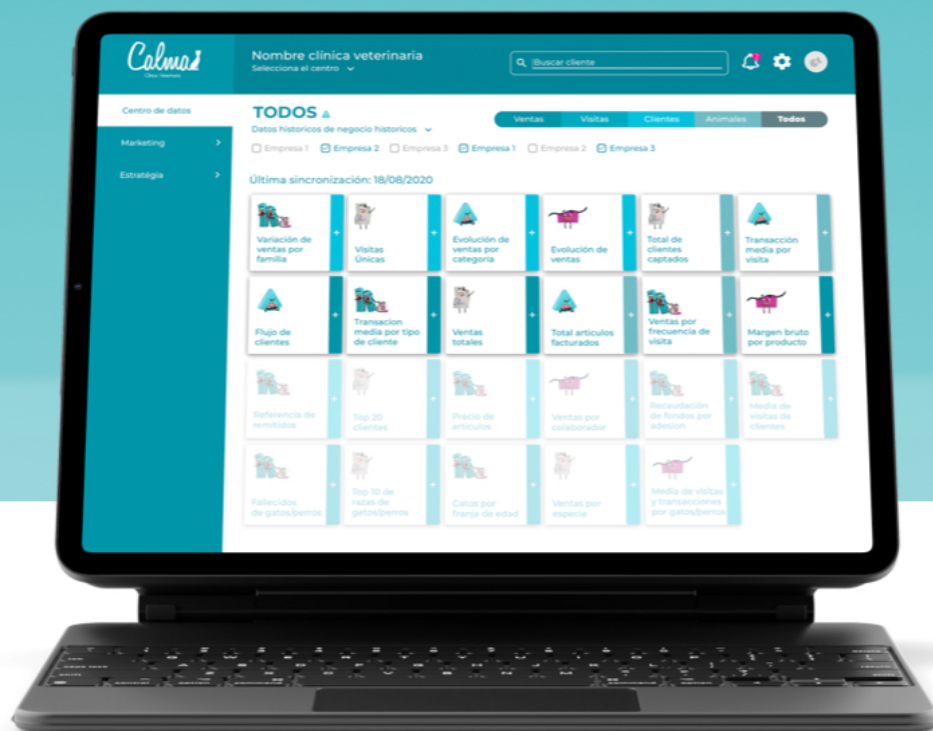 Calma
Nombre clínica veterinaria
Selecciona el centro
Buscar cliente
Centro de datos
Marketing
Estratégia
TODOS
Datos historicos de negocio historicos
Ventas Visitas Clientes Animales Todos
Empresa 1 Empresa 2 Empresa 3 Empresa 1 Empresa 2 Empresa 3
Última sincronización: 18/08/2020
Variación de
ventas por
familia
Visitas
Únicas
Evolución de
ventas por
categoria
Evolución de
ventas
Total de
clientes
captados
Transacción
media por
visita
Flujo de
clientes
Transacion
media por tipo
de cliente
Ventas
totales
Total articulos
facturados
Ventas por
frecuencia de
visita
Margen bruto
por producto
Referencia de
remitidos
Top 20
clientes
Precio de
articulos
Ventas por
colaborador
Recaudación
de fondos por
adesion
Media de
visitas de
clientes
Fallecidos
de gatos/perros
Top 10 de
razas de
gatos/perros
Gatos por
franja de edad
Ventas por
especie
Media de visitas
y transacciones
por gatos/perros